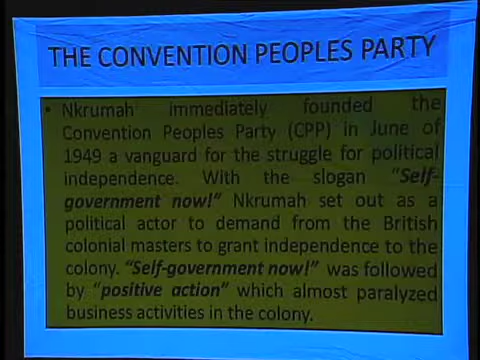 THE CONVENTION PEOPLES PARTY
• Nkrumah immediately founded the
Convention Peoples Party (CPP) in June of
1949 a vanguard for the struggle for political
independence. With the slogan "Self-
government now!" Nkrumah set out as a
political actor to demand from the British
colonial masters to grant independence to the
colony. "Self-government now!" was followed
by "positive action" which almost paralyzed
business activities in the colony.